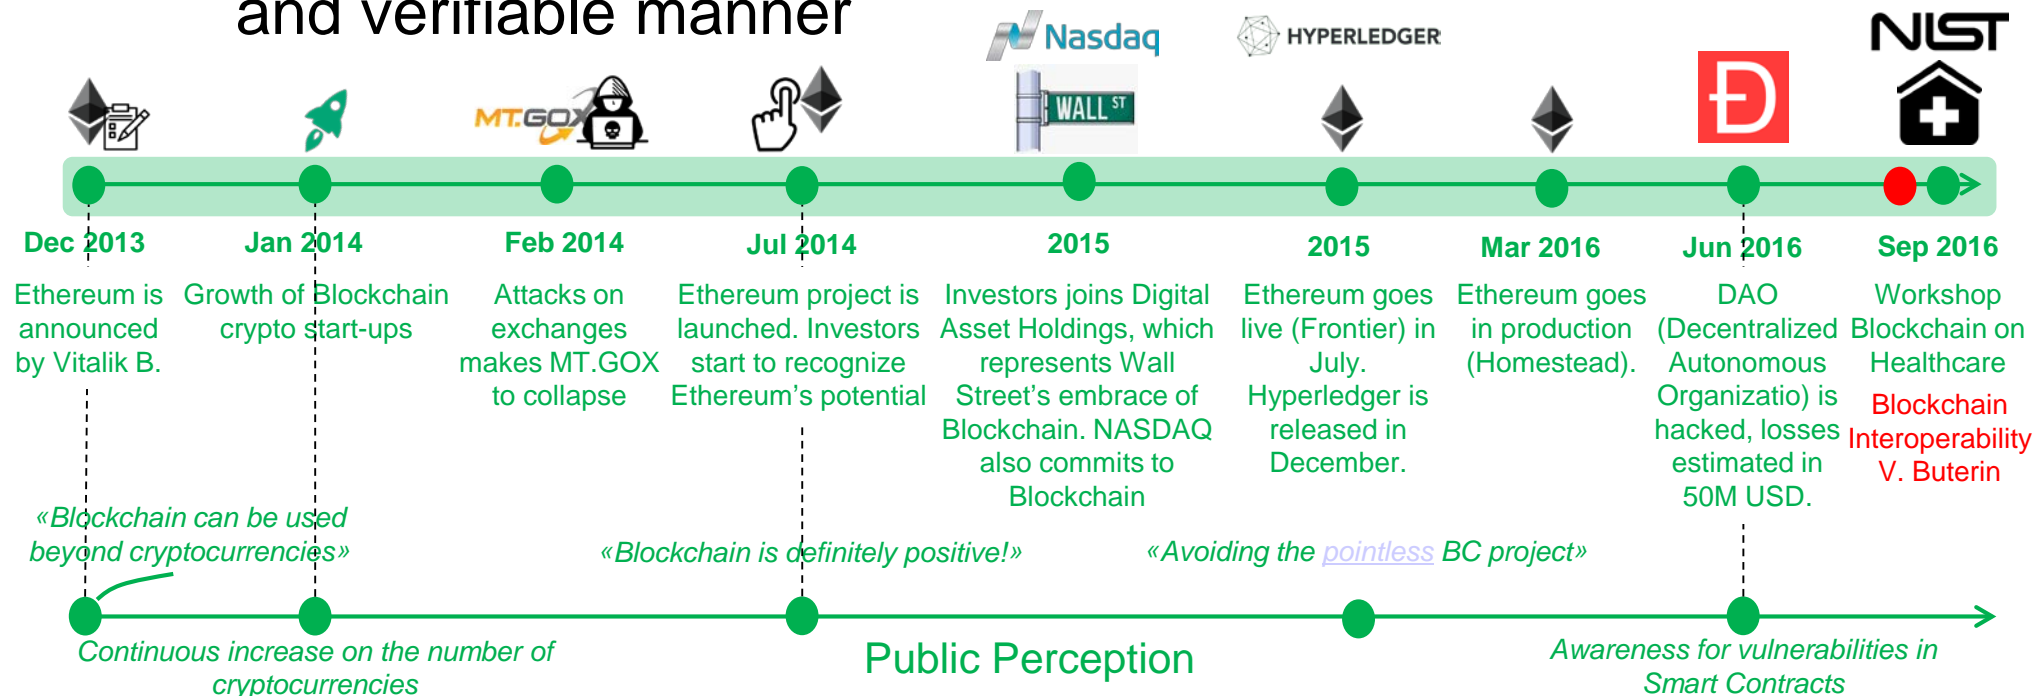 and verifiable manner
Nasdaq
HYPERLEDGER
NIST
MT.GOX
WALL ST
Đ
Dec 2013
Jan 2014
Feb 2014
Jul 2014
2015
2015
Mar 2016
Jun 2016
Sep 2016
Ethereum is
announced
by Vitalik B.
Growth of Blockchain
crypto start-ups
Attacks on
exchanges
makes MT.GOX
to collapse
Ethereum project is
launched. Investors
start to recognize
Ethereum's potential
Investors joins Digital
Asset Holdings, which
represents Wall
Street's embrace of
Blockchain. NASDAQ
also commits to
Blockchain
Ethereum goes
live (Frontier) in
July.
Hyperledger is
released in
December.
Ethereum goes
in production
(Homestead).
DAO
(Decentralized
Autonomous
Organizatio) is
hacked, losses
estimated in
50M USD.
Workshop
Blockchain on
Healthcare
Blockchain
Interoperability
V. Buterin
«Blockchain can be used
beyond cryptocurrencies»
«Blockchain is definitely positive!»
«Avoiding the pointless BC project»
Continuous increase on the number of
cryptocurrencies
Public Perception
Awareness for vulnerabilities in
Smart Contracts